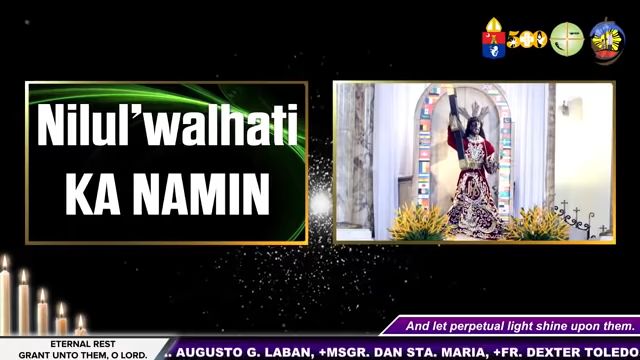 500
Nilul'walhati
KA NAMIN
And let perpetual light shine upon them.
ETERNAL REST
GRANT UNTO THEM, O LORD.
.. AUGUSTO G. LABAN, +MSGR. DAN STA. MARIA, +FR. DEXTER TOLEDO